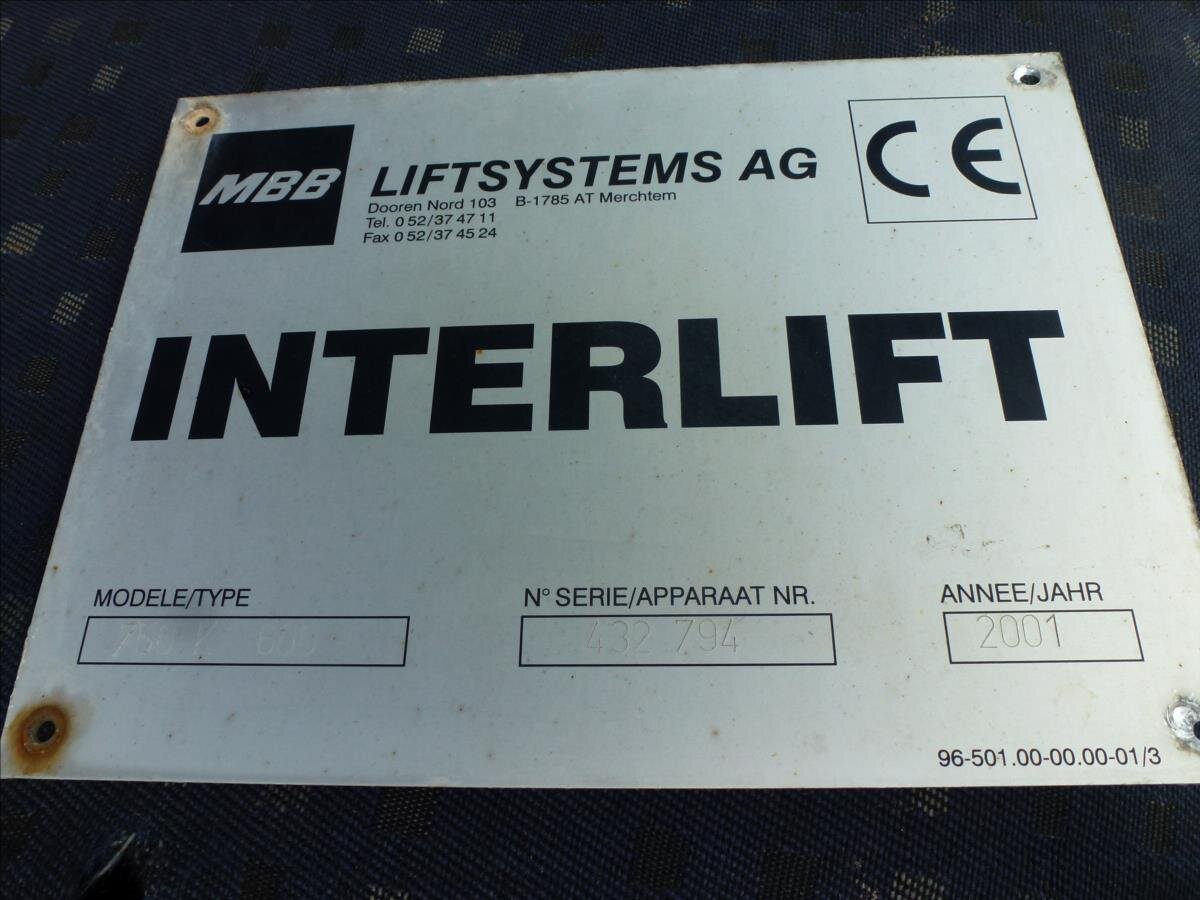 MBB LIFTSYSTEMS AG
Dooren Nord 103 B-1785 AT Merchtem
Tel. 0 52/37 47 11
Fax 0 52/37 45 24
CE
INTERLIFT
MODELE/TYPE
N° SERIE/APPARAAT NR.
432 794
ANNEE/JAHR
2001
96-501.00-00.00-01/3